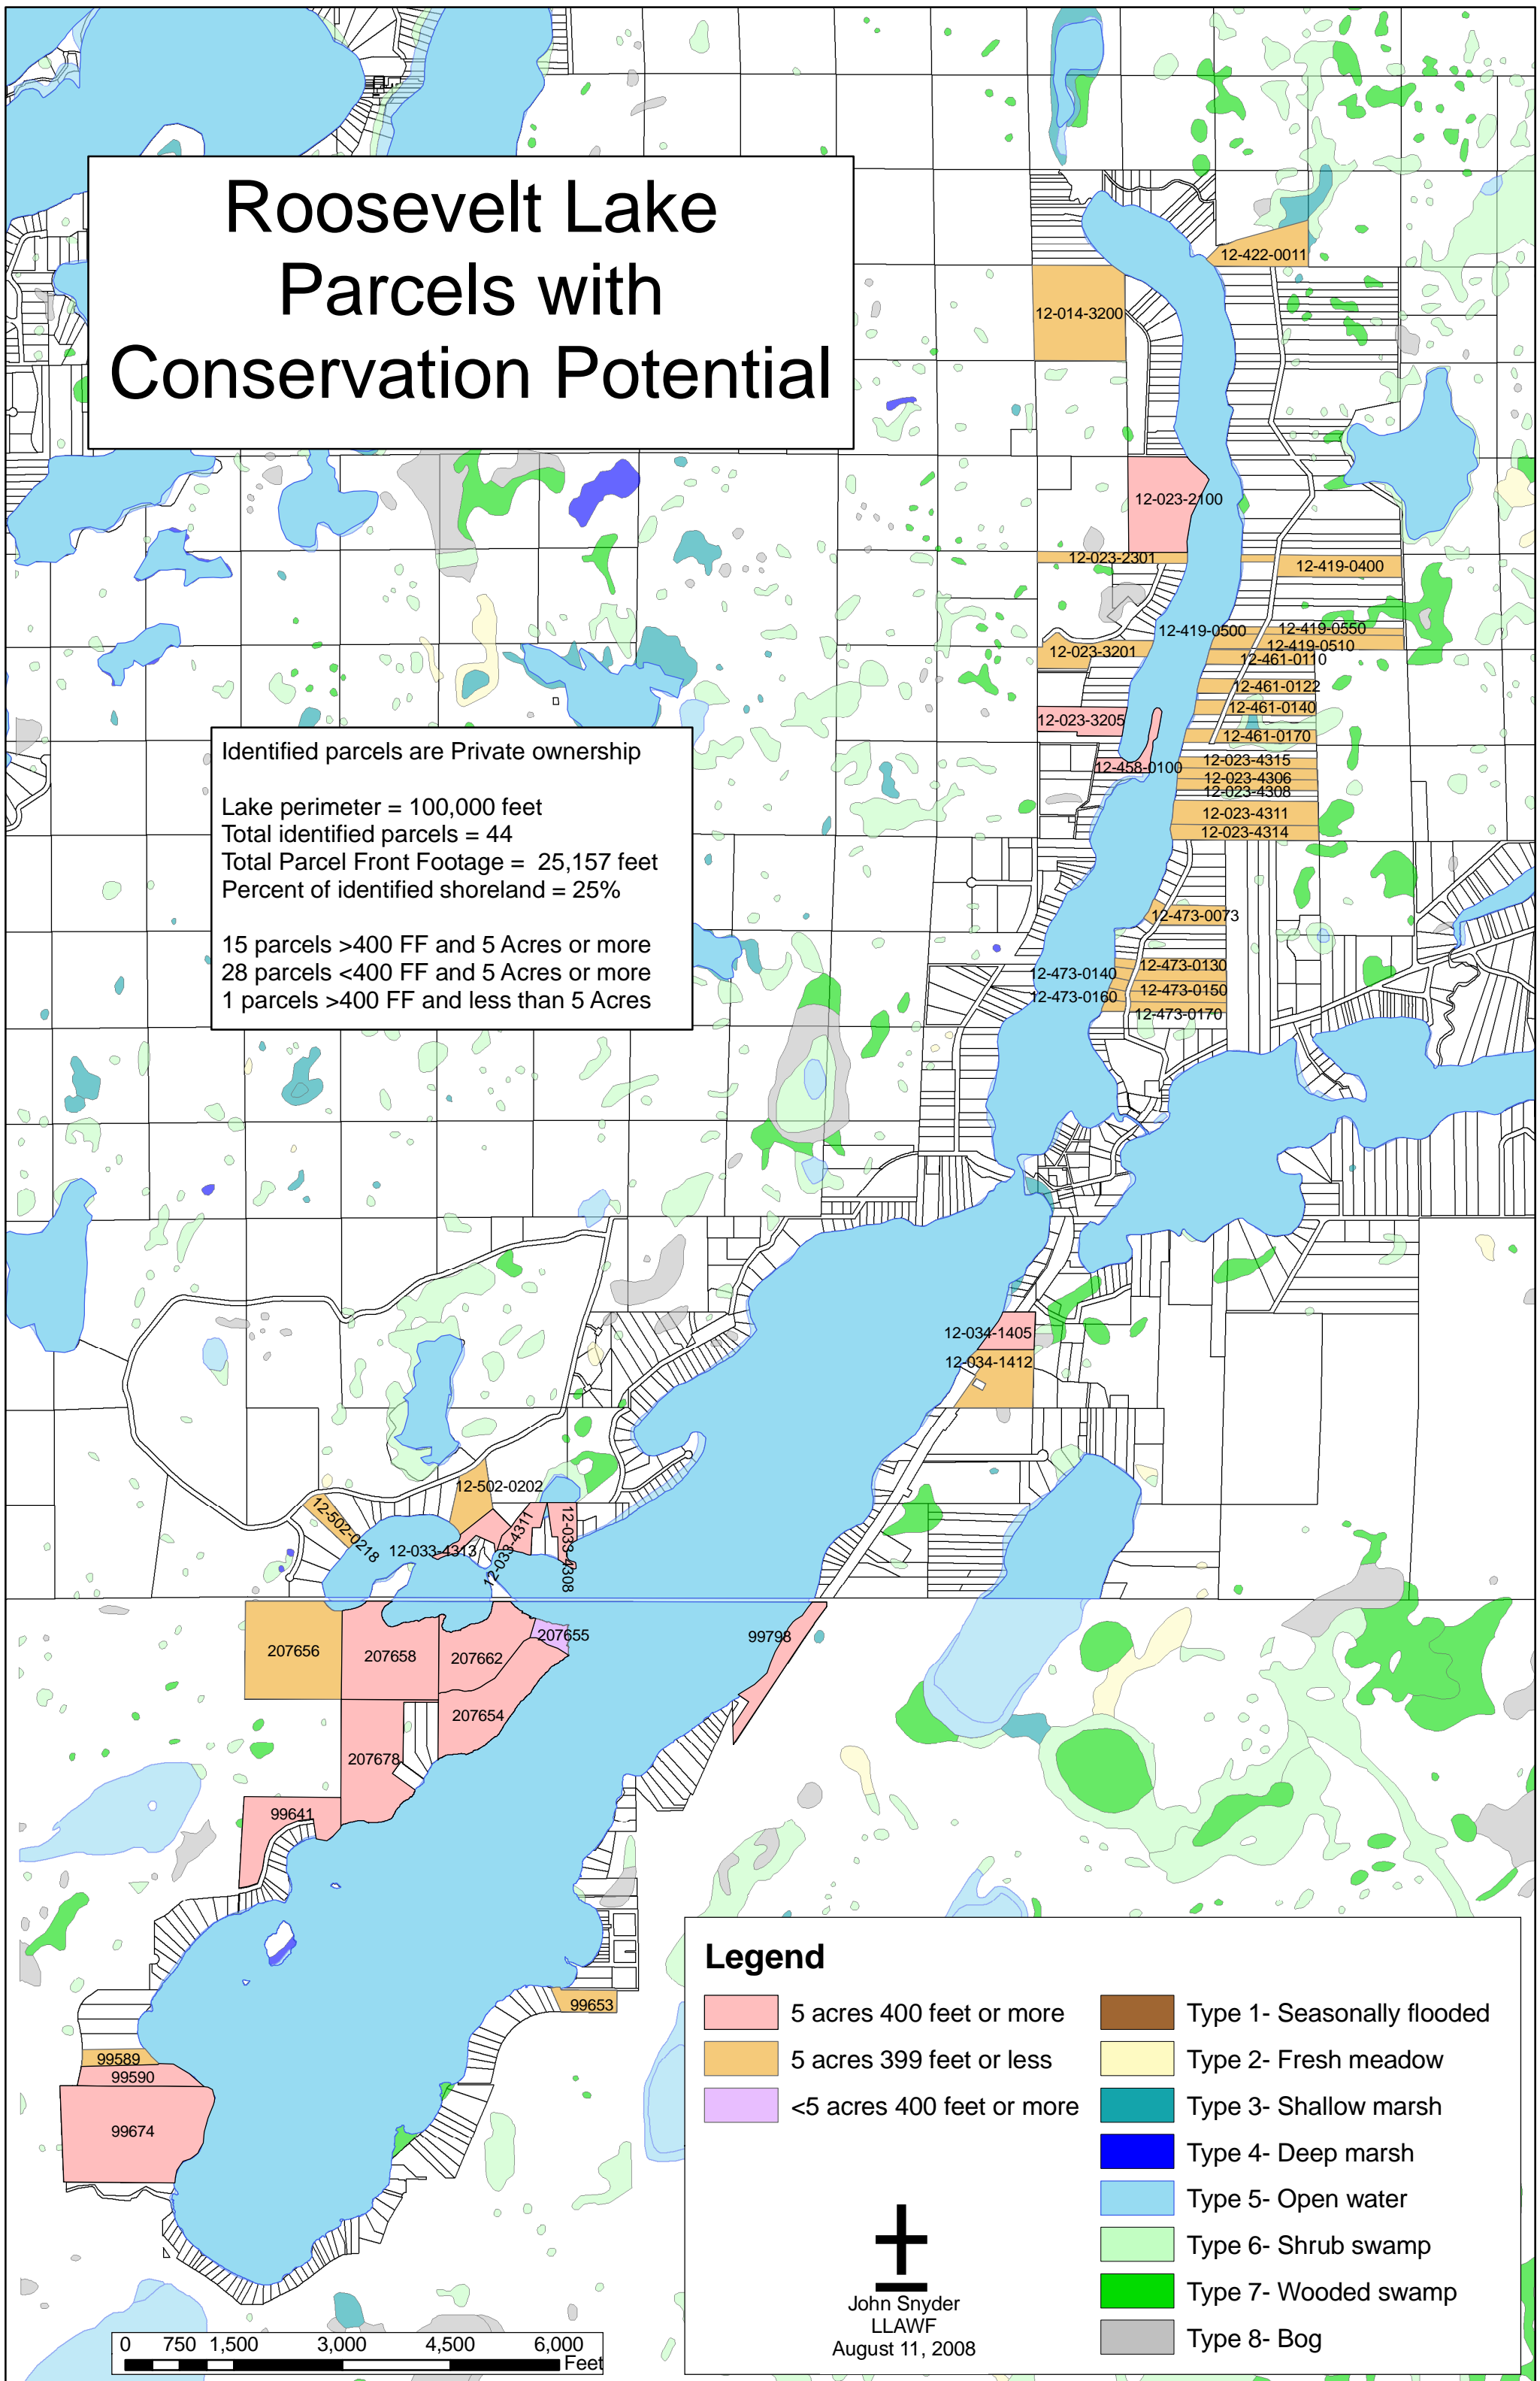 Roosevelt Lake
Parcels with
Conservation Potential
12-422-0011
12-014-3200
12-023-2100
12-023-2301
12-419-0400
12-419-0500
12-419-0550
12-419-0510
12-023-3201
12-461-0110
12-461-0122
12-461-0140
12-023-3205
12-461-0170
12-458-0100
12-023-4315
12-023-4306
12-023-4308
12-023-4311
12-023-4314
Identified parcels are Private ownership
Lake perimeter = 100,000 feet
Total identified parcels = 44
Total Parcel Front Footage = 25,157 feet
Percent of identified shoreland = 25%
15 parcels >400 FF and 5 Acres or more
28 parcels <400 FF and 5 Acres or more
1 parcels >400 FF and less than 5 Acres
12-473-0073
12-473-0130
12-473-0140
12-473-0150
12-473-0160
12-473-0170
12-034-1405
12-034-1412
12-502-0202
12-502-0218
12-033-4313
12-033-4311
12-033-4308
207655
99798
207656
207658
207662
207654
207678
99641
99653
99589
99590
99674
Legend
5 acres 400 feet or more
5 acres 399 feet or less
<5 acres 400 feet or more
Type 1- Seasonally flooded
Type 2- Fresh meadow
Type 3- Shallow marsh
Type 4- Deep marsh
Type 5- Open water
Type 6- Shrub swamp
Type 7- Wooded swamp
Type 8- Bog
John Snyder
LLAWF
August 11, 2008
0 750 1,500 3,000 4,500 6,000
Feet